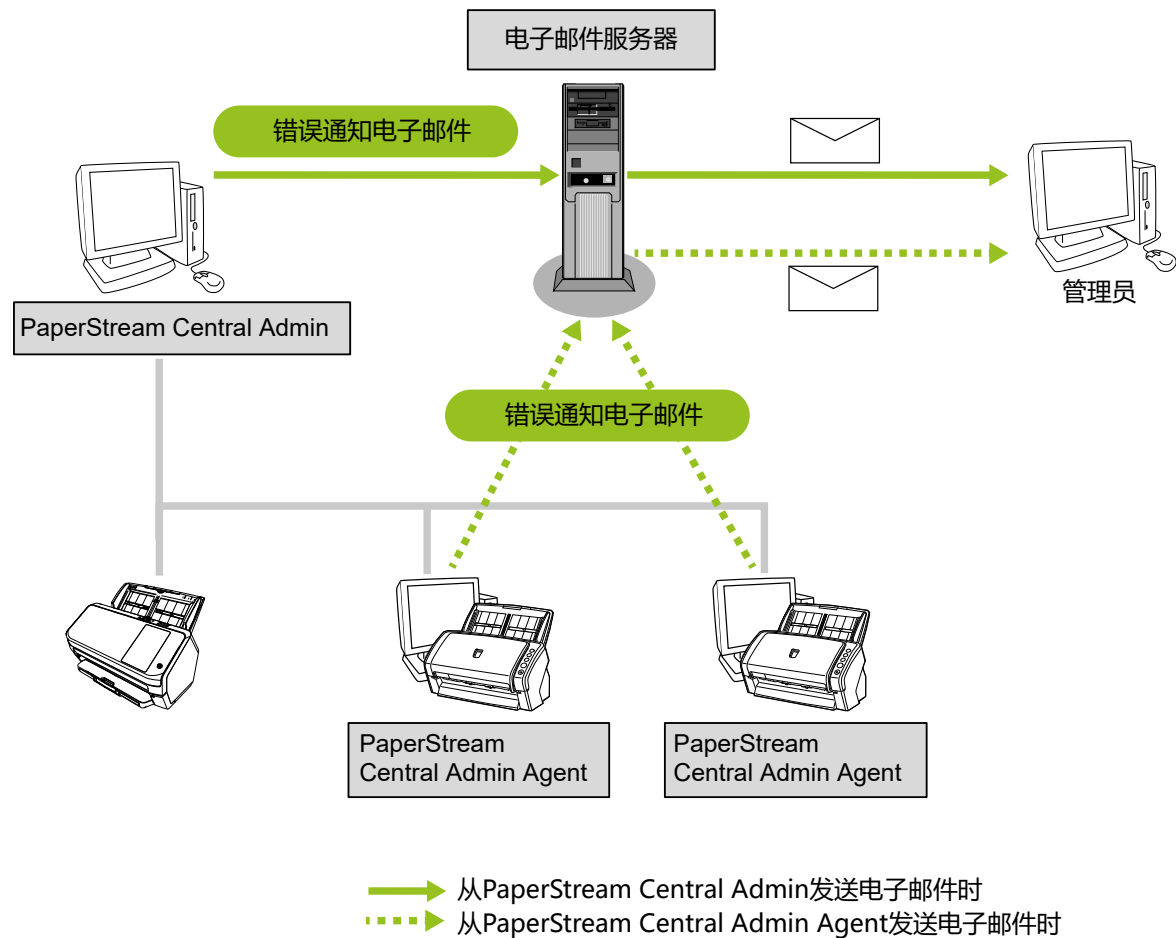 电子邮件服务器
错误通知电子邮件
管理员
PaperStream Central Admin
错误通知电子邮件
PaperStream
Central Admin Agent
PaperStream
Central Admin Agent
从PaperStream Central Admin发送电子邮件时
从PaperStream Central Admin Agent发送电子邮件时